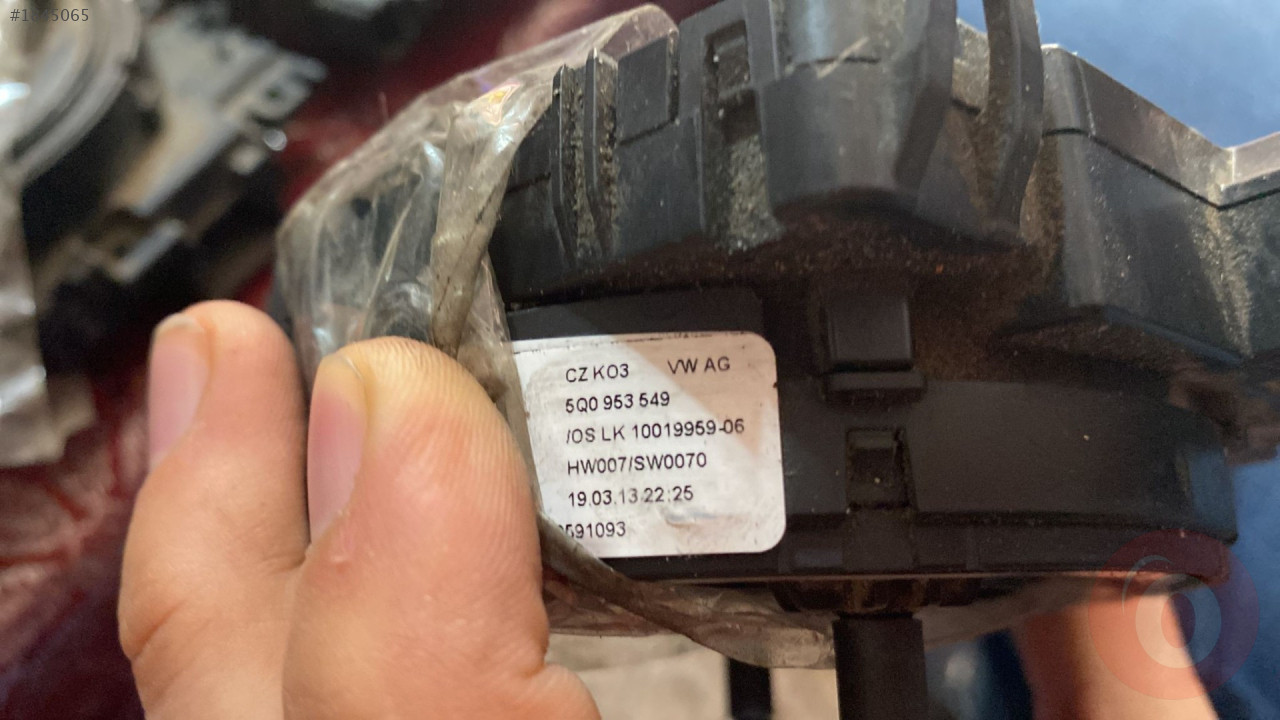 #1865065
CZ KO3 VW AG
5Q0 953 549
/OS LK 10019959-06
HW007/SW0070
19.03.13 22:25
591093